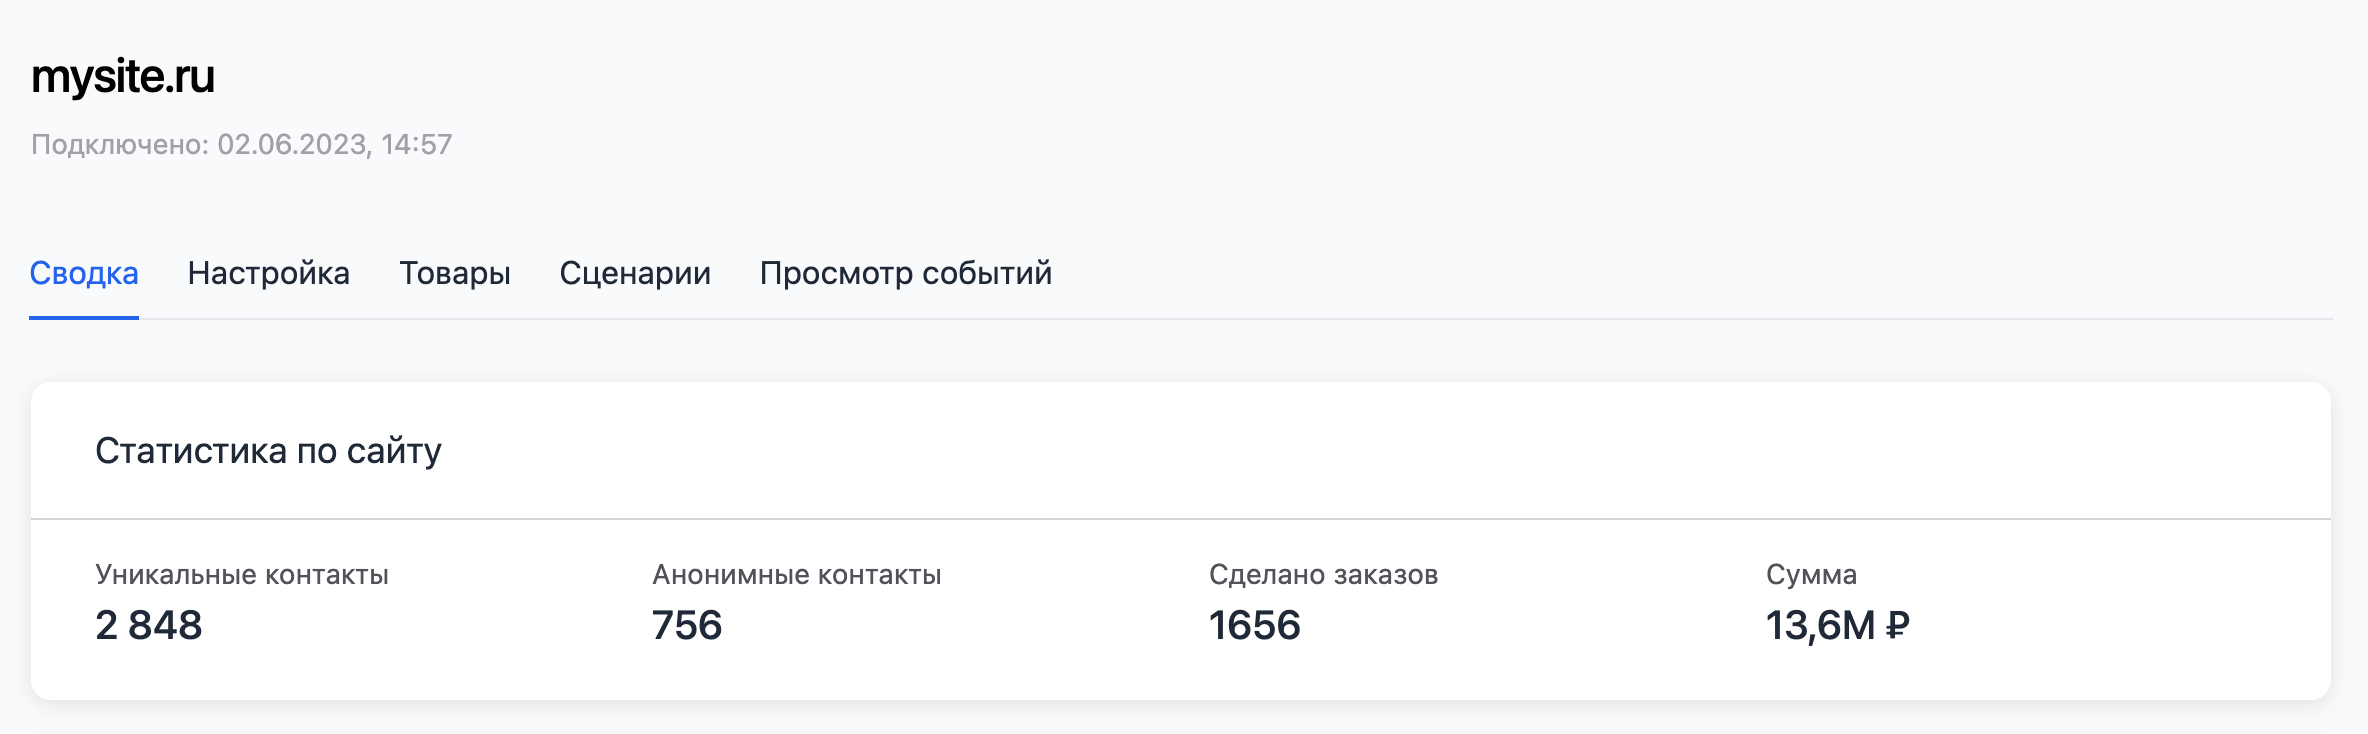 mysite.ru
Подключено: 02.06.2023, 14:57
Сводка Настройка Товары Сценарии Просмотр событий
Статистика по сайту
Уникальные контакты Анонимные контакты Сделано заказов Сумма
2 848 756 1656 13,6М ₽